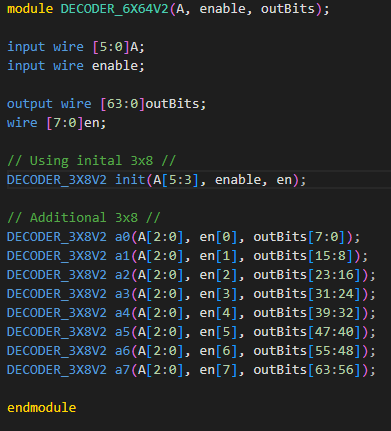 module DECODER_6X64V2(A, enable, outBits);
input wire [5:0]A;
input wire enable;
output wire [63:0]outBits;
wire [7:0]en;
// Using inital 3x8 //
DECODER_3X8V2 init(A[5:3], enable, en);
// Additional 3x8 //
DECODER_3X8V2 a0(A[2:0], en[0], outBits[7:0]);
DECODER_3X8V2 a1(A[2:0], en[1], outBits[15:8]);
DECODER_3X8V2 a2(A[2:0], en[2], outBits[23:16]);
DECODER_3X8V2 a3(A[2:0], en[3], outBits[31:24]);
DECODER_3X8V2 a4(A[2:0], en[4], outBits[39:32]);
DECODER_3X8V2 a5(A[2:0], en[5], outBits[47:40]);
DECODER_3X8V2 a6(A[2:0], en[6], outBits[55:48]);
DECODER_3X8V2 a7(A[2:0], en[7], outBits[63:56]);
endmodule